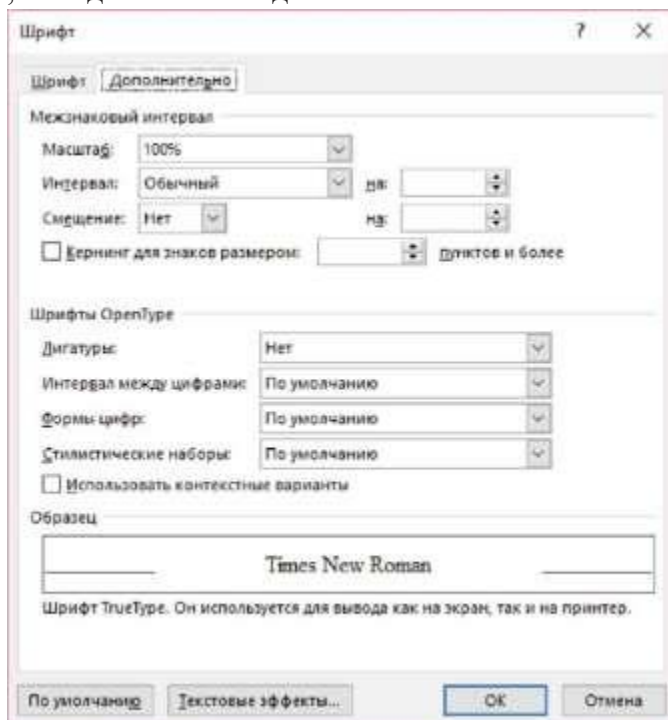 Шрифт ? ×
Шрифт Дополнительно
Межзнаковый интервал
Масштаб: 100%
Интервал: Обычный на:
Смещение: Нет на:
Кернинг для знаков размером: пунктов и более
Шрифты OpenType
Лигатуры: Нет
Интервал между цифрами: По умолчанию
Формы цифр: По умолчанию
Стилистические наборы: По умолчанию
Использовать контекстные варианты
Образец
Times New Roman
Шрифт TrueType. Он используется для вывода как на экран, так и на принтер.
По умолчанию Текстовые эффекты... ОК Отмена